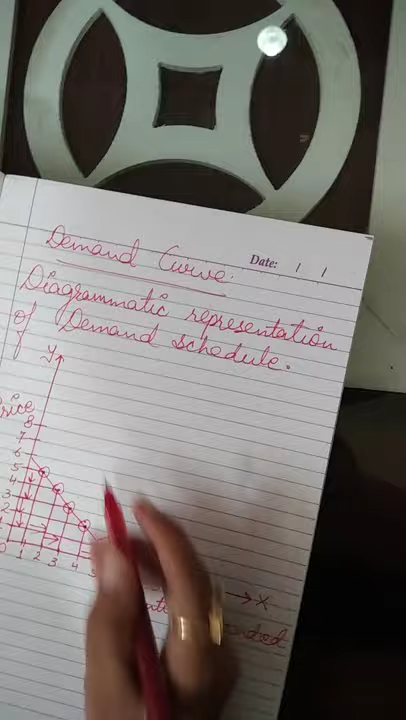 Demand Curve.
Date: / /
Diagrammatic representation
of Demand schedule.
Y
Price
8
7
6
5
4
3
2
1
0 1 2 3 4 5
X